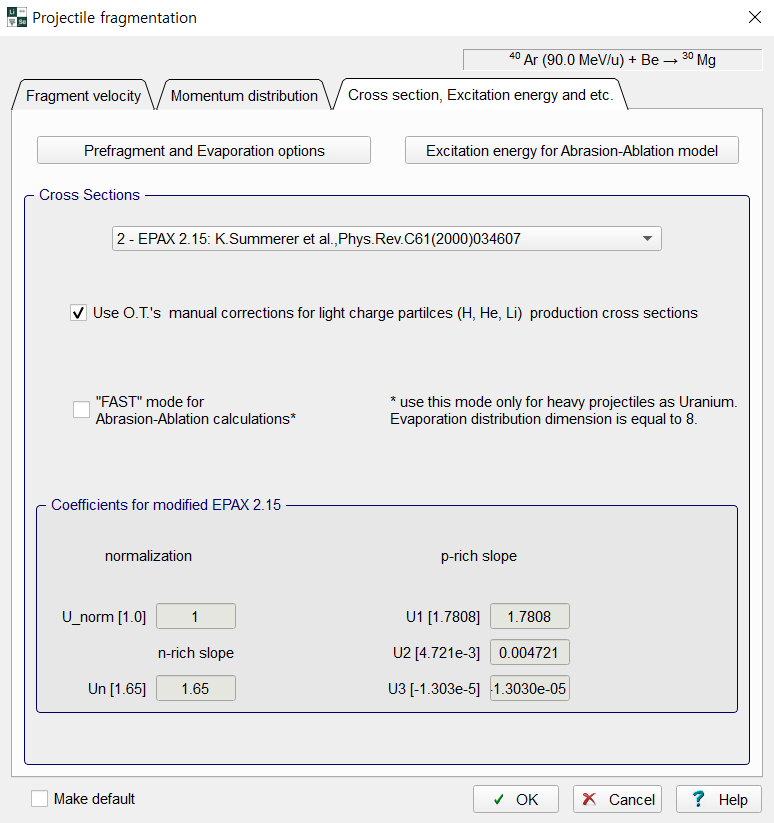 Projectile fragmentation
40 Ar (90.0 MeV/u) + Be → 30 Mg
Fragment velocity
Momentum distribution
Cross section, Excitation energy and etc.
Prefragment and Evaporation options
Excitation energy for Abrasion-Ablation model
Cross Sections
2 - EPAX 2.15: K.Summerer et al.,Phys.Rev.C61(2000)034607
Use O.T.'s manual corrections for light charge partilces (H, He, Li) production cross sections
"FAST" mode for
Abrasion-Ablation calculations*
* use this mode only for heavy projectiles as Uranium.
Evaporation distribution dimension is equal to 8.
Coefficients for modified EPAX 2.15
normalization
p-rich slope
U_norm [1.0] 1
U1 [1.7808] 1.7808
n-rich slope
U2 [4.721e-3] 0.004721
Un [1.65] 1.65
U3 [-1.303e-5] -1.3030e-05
Make default
OK
Cancel
Help